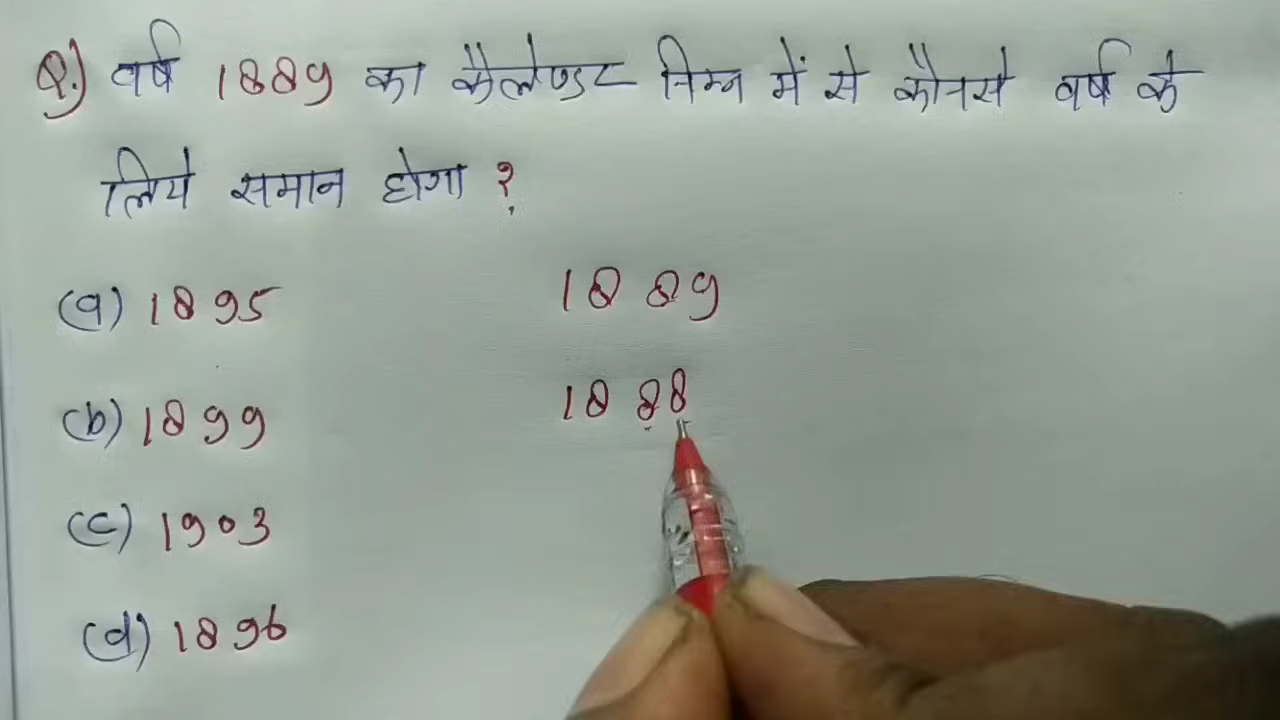 Q.) वर्ष 1889 का कैलेण्डर निम्न में से कौनसे वर्ष के
लिये समान होगा ?
(a) 1895
1889
(b) 1899
1888
(c) 1903
(d) 1896